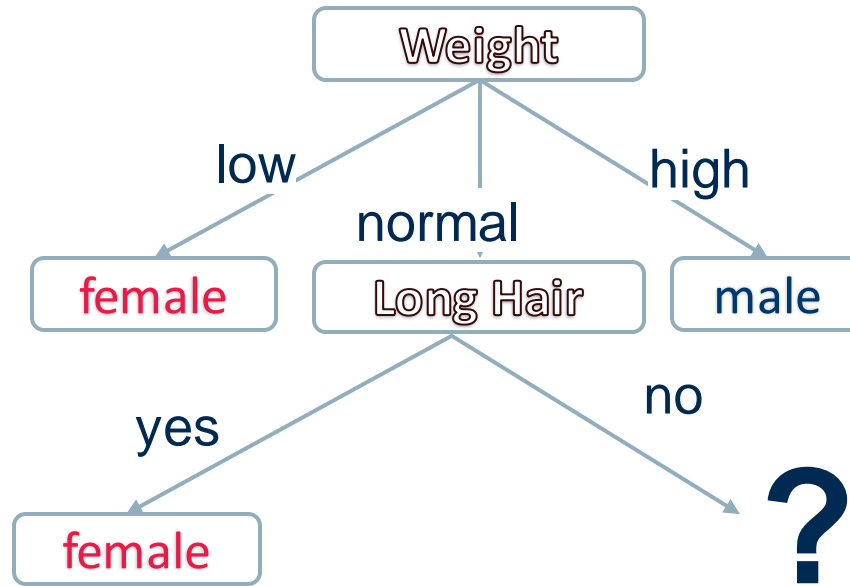 Weight
low
high
normal
female
Long Hair
male
no
yes
?
female